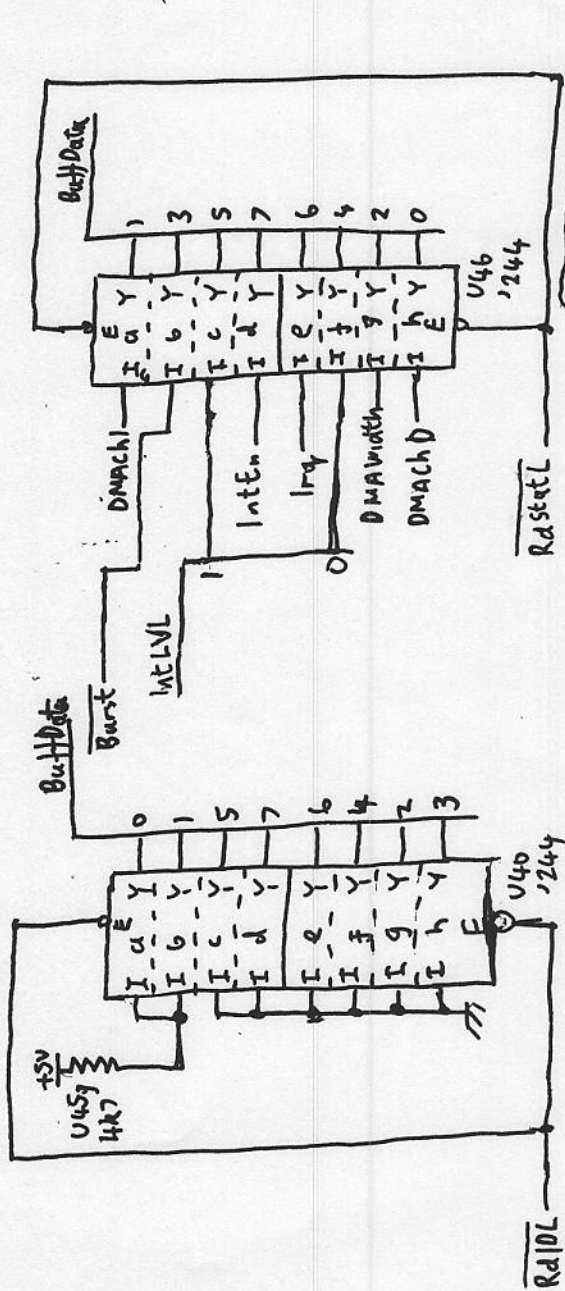 +5V
U45g
4k7
BuffData
E
I a Y 0
I b Y 1
I c Y 5
I d Y 7
I e Y 6
I f Y 4
I g Y 2
I h Y 3
E
U40
'244
RdIDL
BuffData
Burst
IntLVL
1
0
E
DMACh1 I a Y 1
I b Y 3
I c Y 5
IntEn I d Y 7
Irq I e Y 6
I f Y 4
DMAWidth I g Y 2
DMACh0 I h Y 0
E
U46
'244
RdStatL